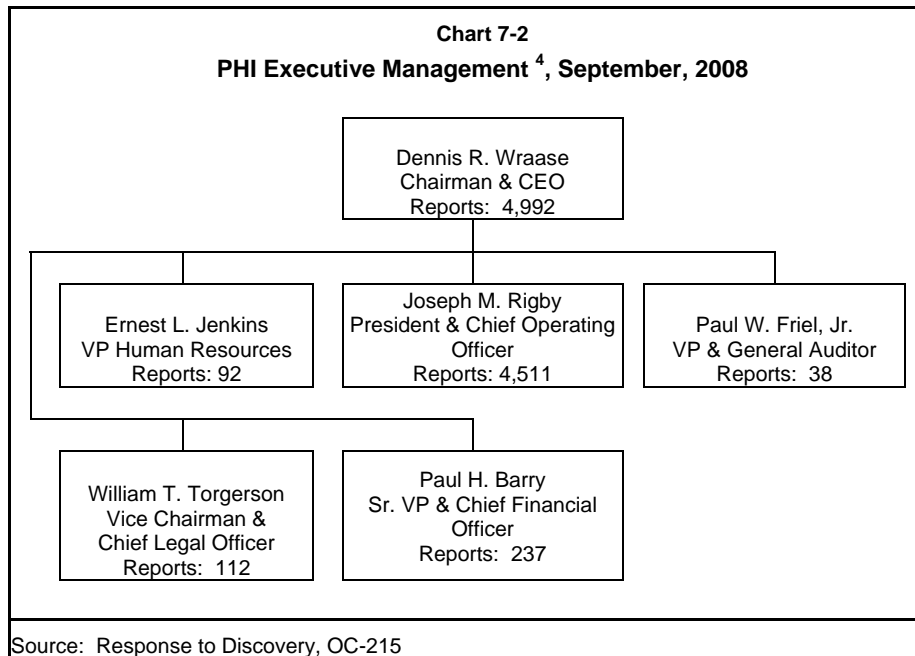 Chart 7-2
PHI Executive Management 4, September, 2008
Dennis R. Wraase
Chairman & CEO
Reports: 4,992
Ernest L. Jenkins
VP Human Resources
Reports: 92
Joseph M. Rigby
President & Chief Operating
Officer
Reports: 4,511
Paul W. Friel, Jr.
VP & General Auditor
Reports: 38
William T. Torgerson
Vice Chairman &
Chief Legal Officer
Reports: 112
Paul H. Barry
Sr. VP & Chief Financial
Officer
Reports: 237
Source: Response to Discovery, OC-215